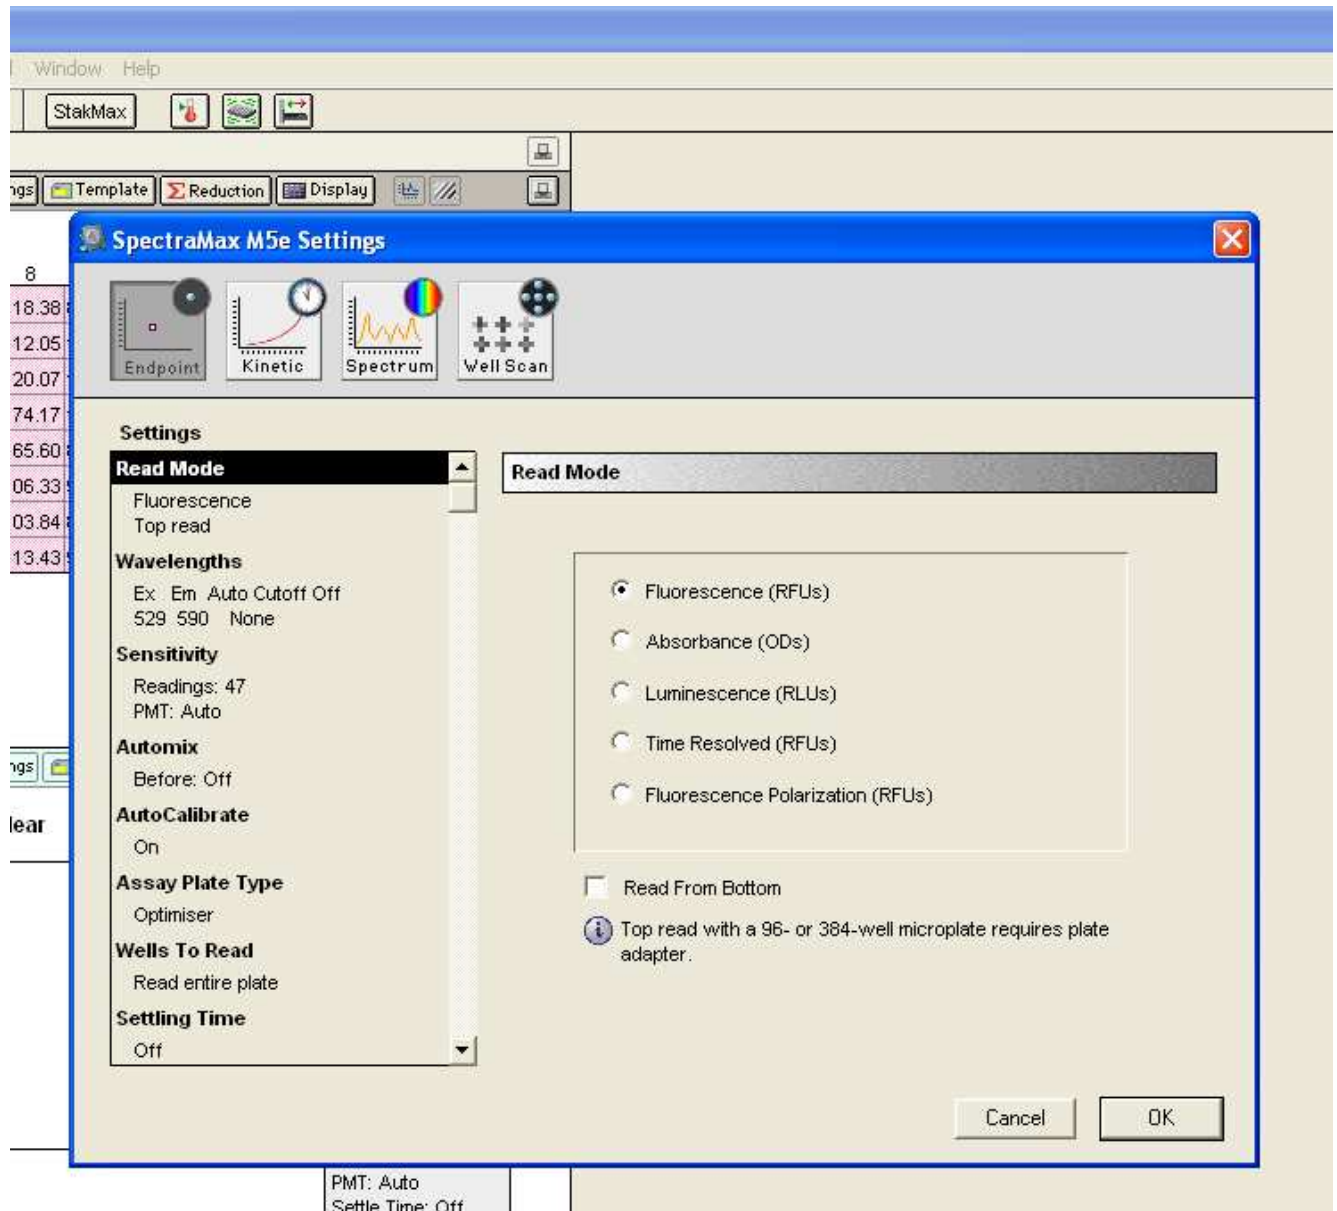 Window Help
StakMax
ngs Template Reduction Display
SpectraMax M5e Settings
8
18.38
12.05
20.07
74.17
65.60
06.33
03.84
13.43
Endpoint Kinetic Spectrum Well Scan
Settings
Read Mode
Fluorescence
Top read
Wavelengths
Ex Em Auto Cutoff Off
529 590 None
Sensitivity
Readings: 47
PMT: Auto
Automix
Before: Off
AutoCalibrate
On
Assay Plate Type
Optimiser
Wells To Read
Read entire plate
Settling Time
Off
Read Mode
Fluorescence (RFUs)
Absorbance (ODs)
Luminescence (RLUs)
Time Resolved (RFUs)
Fluorescence Polarization (RFUs)
Read From Bottom
Top read with a 96- or 384-well microplate requires plate
adapter.
Cancel OK
ngs
lear
PMT: Auto
Settle Time: Off